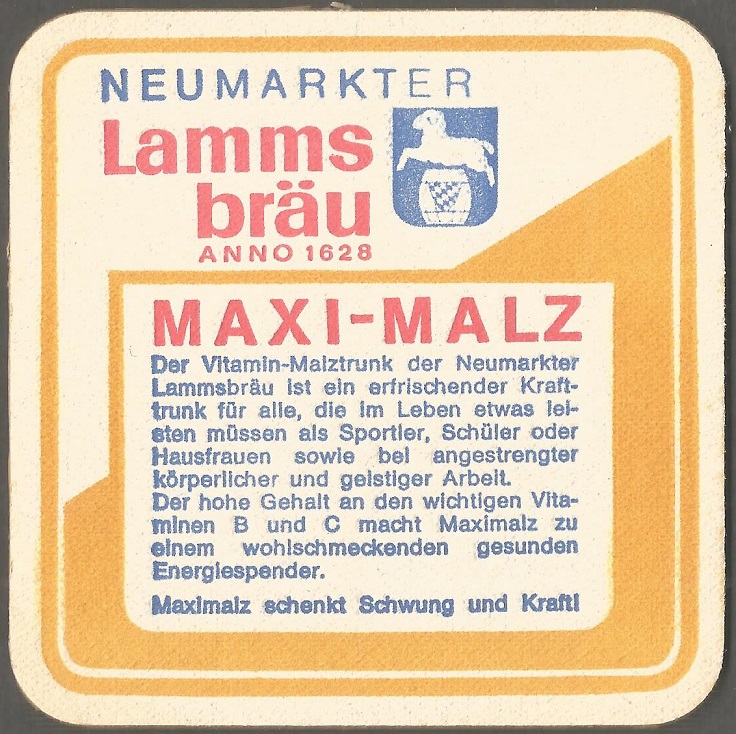 NEUMARKTER
Lamms
bräu
ANNO 1628
MAXI-MALZ
Der Vitamin-Malztrunk der Neumarkter
Lammsbräu ist ein erfrischender Kraft-
trunk für alle, die im Leben etwas lei-
sten müssen als Sportler, Schüler oder
Hausfrauen sowie bei angestrengter
körperlicher und geistiger Arbeit.
Der hohe Gehalt an den wichtigen Vita-
minen B und C macht Maximalz zu
einem wohlschmeckenden gesunden
Energiespender.
Maximalz schenkt Schwung und Kraft!